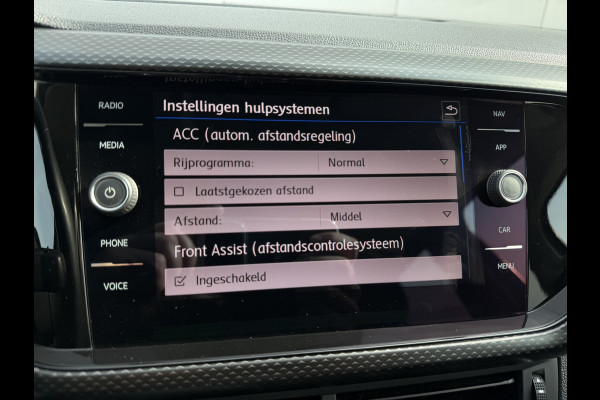 RADIO
MEDIA
PHONE
VOICE
Instellingen hulpsystemen
ACC (autom. afstandsregeling)
Rijprogramma: Normal
Laatstgekozen afstand
Afstand: Middel
Front Assist (afstandscontrolesysteem)
Ingeschakeld
NAV
APP
CAR
MENU